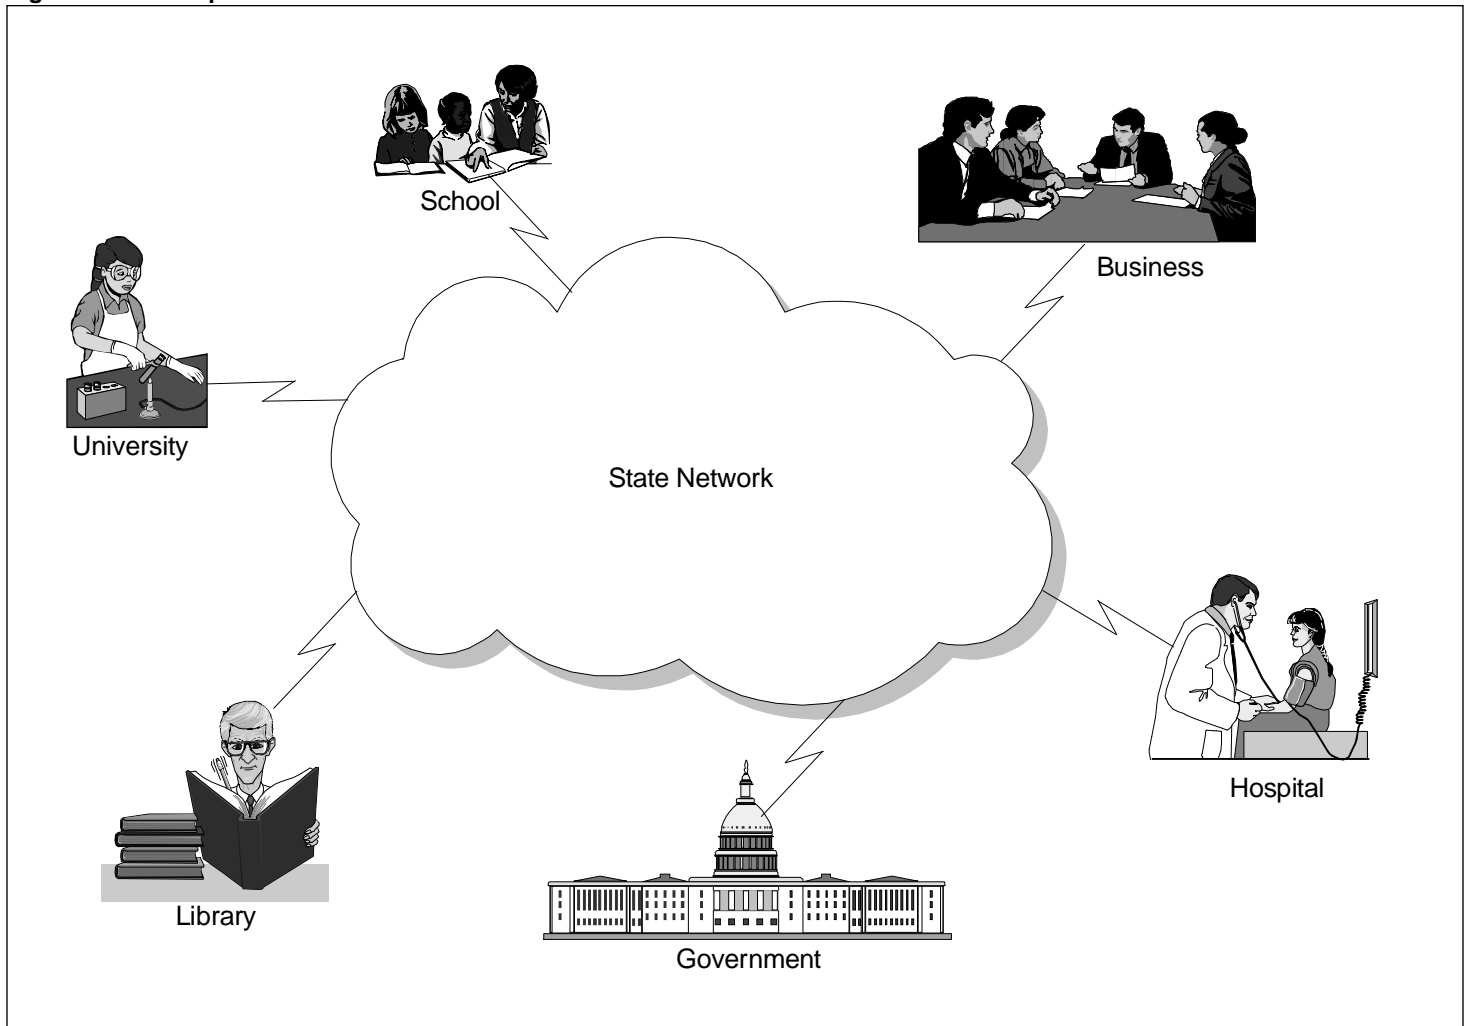 School
Business
University
State Network
Hospital
Library
Government